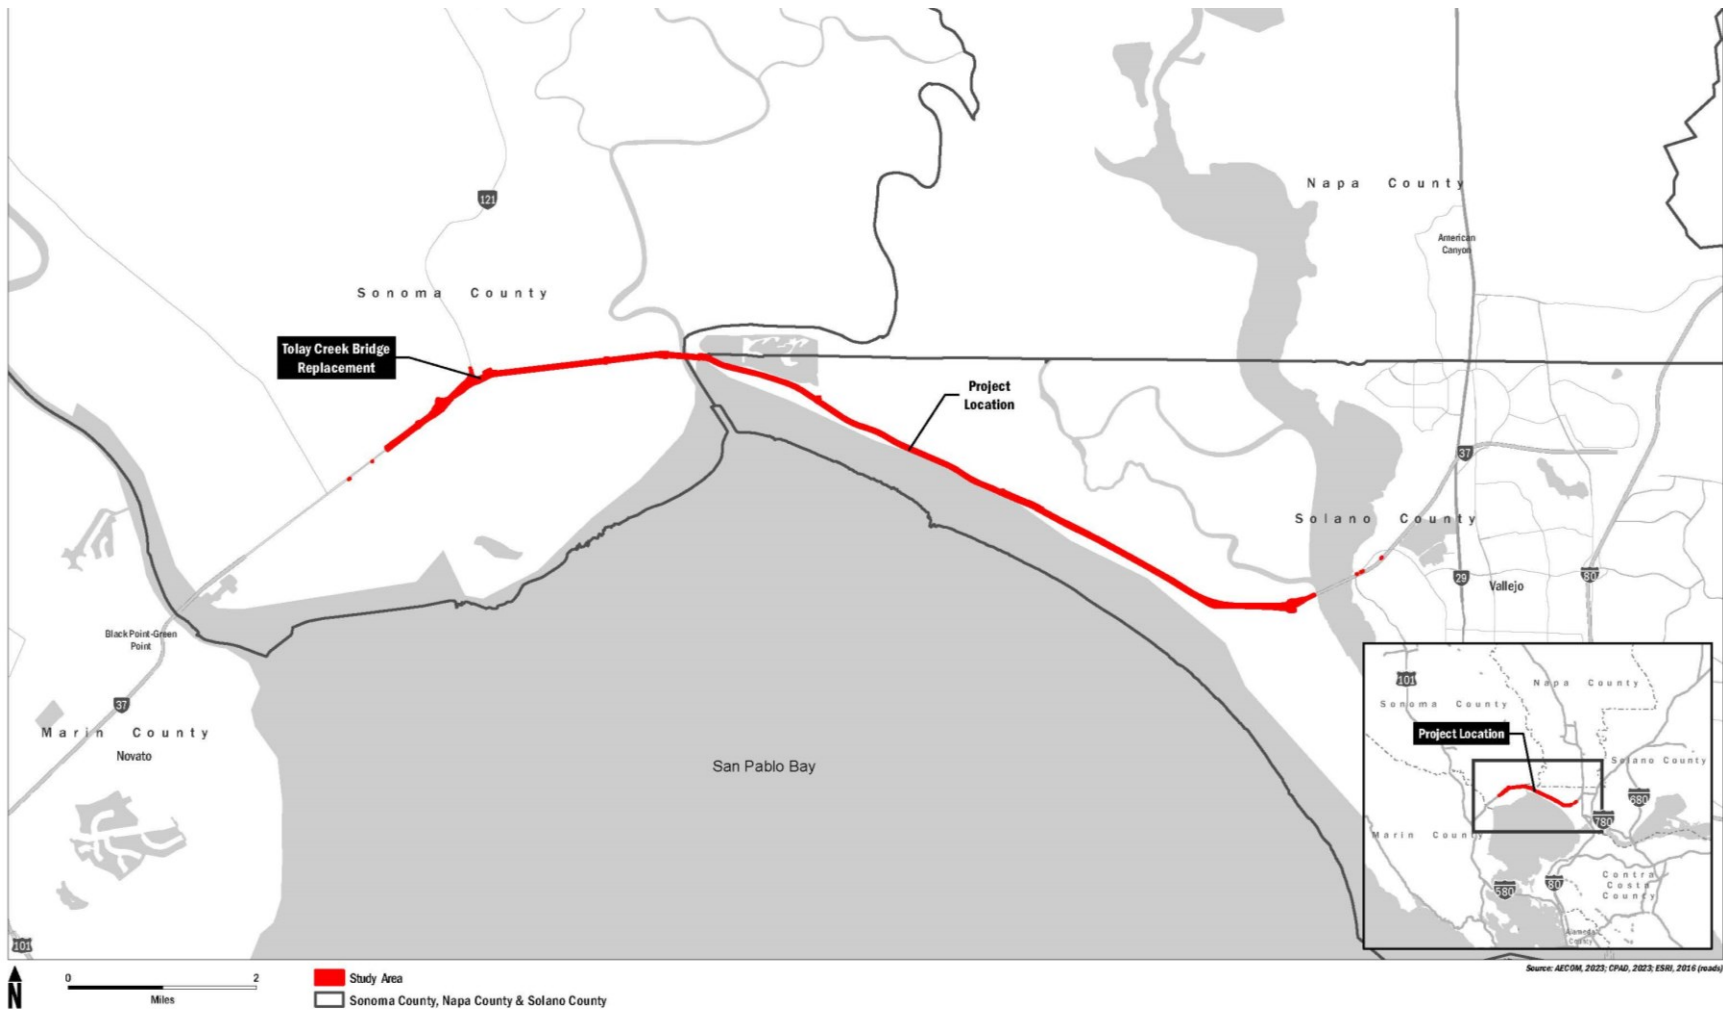 Napa County
121
American
Canyon
Sonoma County
Tolay Creek Bridge
Replacement
Project
Location
37
Solano County
29
80
Vallejo
Black Point-Green
Point
37
Marin County
Novato
San Pablo Bay
101
101
Napa County
Sonoma County
Project Location
Solano County
680
780
Marin County
580
80
Contra
Costa
County
Alameda
County
N
0 2
Miles
Study Area
Sonoma County, Napa County & Solano County
Source: AECOM, 2023; CPAD, 2023; ESRI, 2016 (roads)